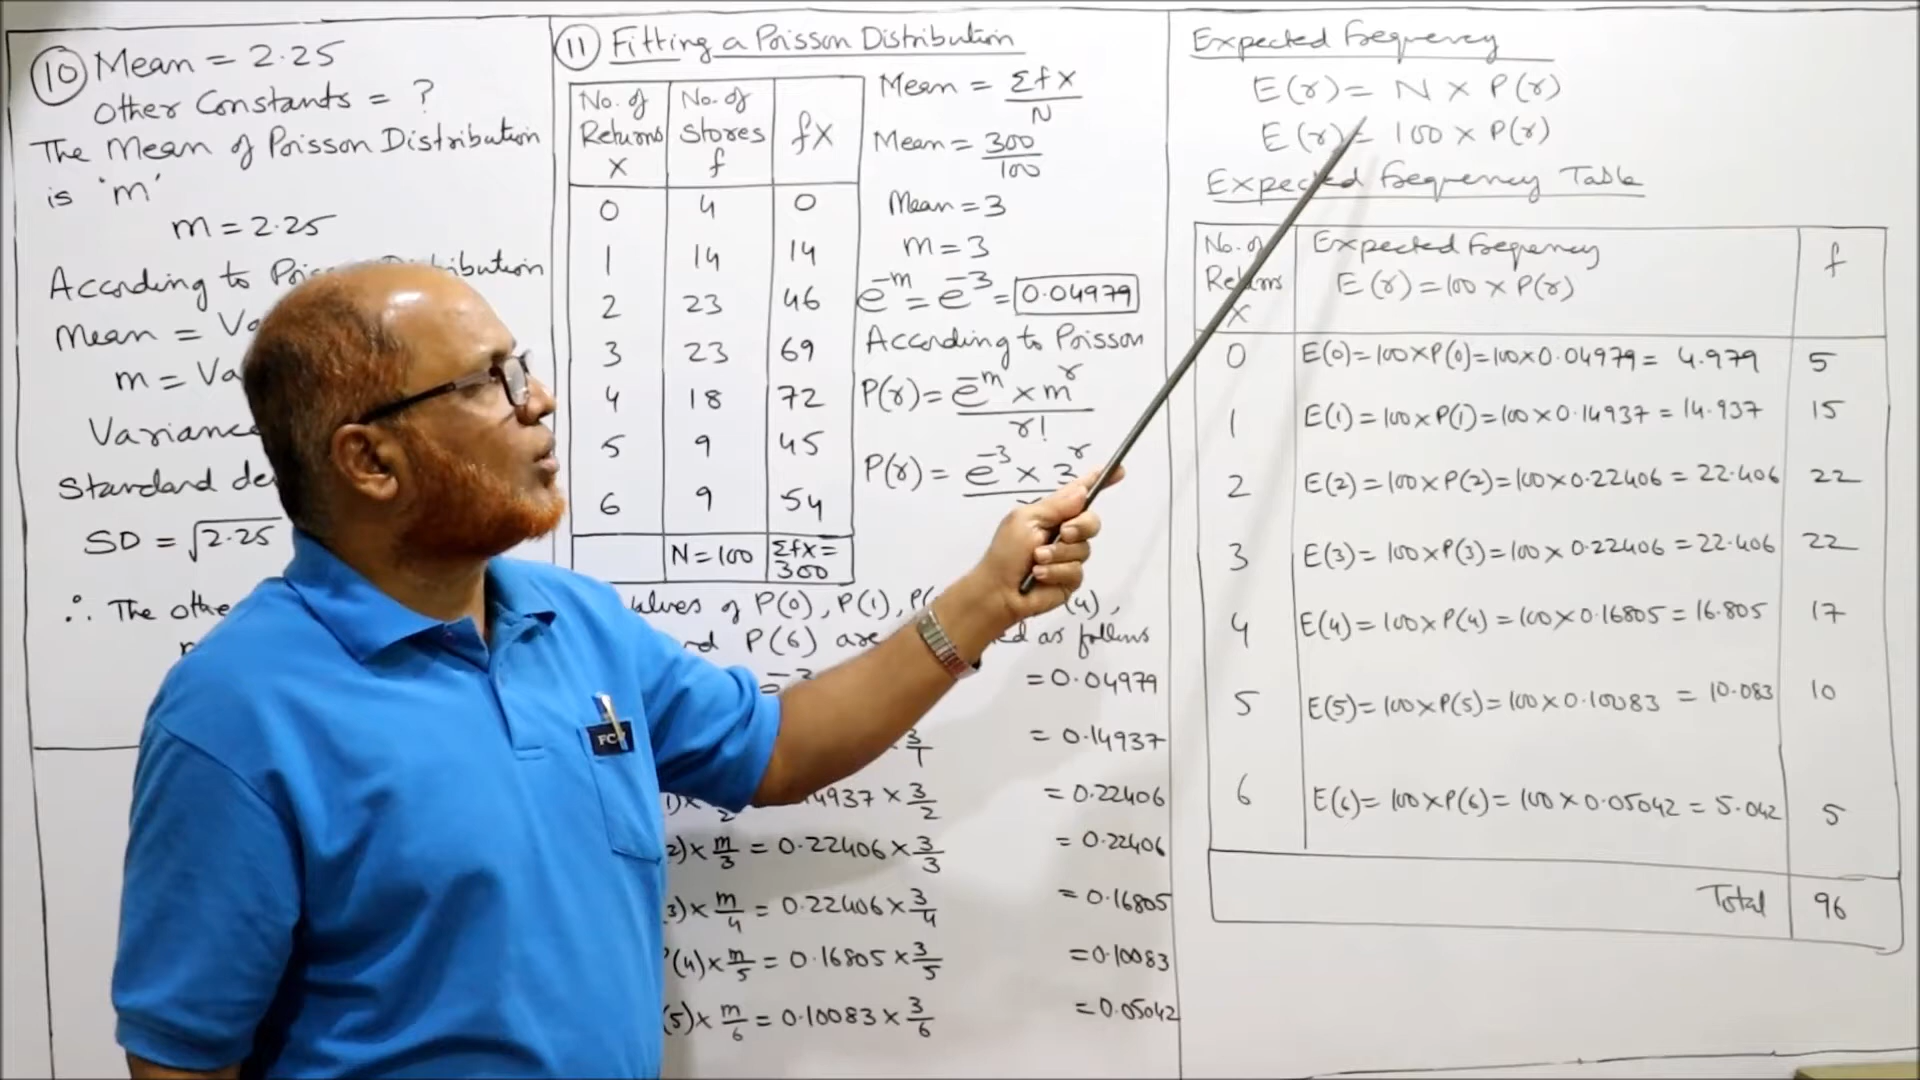 10 Mean = 2.25
Other Constants = ?
The Mean of Poisson Distribution
is 'm'
m = 2.25
According to
Mean =
m =
Variance
Standard
SD = √2.25
∴ The
11 Fitting a Poisson Distribution
No. of Returns X | No. of Stores f | fX
0 | 4 | 0
1 | 14 | 14
2 | 23 | 46
3 | 23 | 69
4 | 18 | 72
5 | 9 | 45
6 | 9 | 54
N = 100 | Σfx = 300
Mean = ΣfX / N
Mean = 300 / 100
Mean = 3
m = 3
e^-m = e^-3 = 0.04979
According to Poisson
P(r) = e^-m × m^r / r!
P(r) = e^-3 × 3^r
of P(0), P(1),
P(6) are as follows
= 0.04979
3/1 = 0.14937
× 3/2 = 0.22406
2) × m/3 = 0.22406 × 3/3 = 0.22406
3) × m/4 = 0.22406 × 3/4 = 0.16805
(4) × m/5 = 0.16805 × 3/5 = 0.10083
(5) × m/6 = 0.10083 × 3/6 = 0.05042
Expected Frequency
E(r) = N × P(r)
E(r) = 100 × P(r)
Expected Frequency Table
No. of Returns X | Expected Frequency E(r) = 100 × P(r) | f
0 | E(0) = 100×P(0) = 100×0.04979 = 4.979 | 5
1 | E(1) = 100×P(1) = 100×0.14937 = 14.937 | 15
2 | E(2) = 100×P(2) = 100×0.22406 = 22.406 | 22
3 | E(3) = 100×P(3) = 100×0.22406 = 22.406 | 22
4 | E(4) = 100×P(4) = 100×0.16805 = 16.805 | 17
5 | E(5) = 100×P(5) = 100×0.10083 = 10.083 | 10
6 | E(6) = 100×P(6) = 100×0.05042 = 5.042 | 5
Total | 96